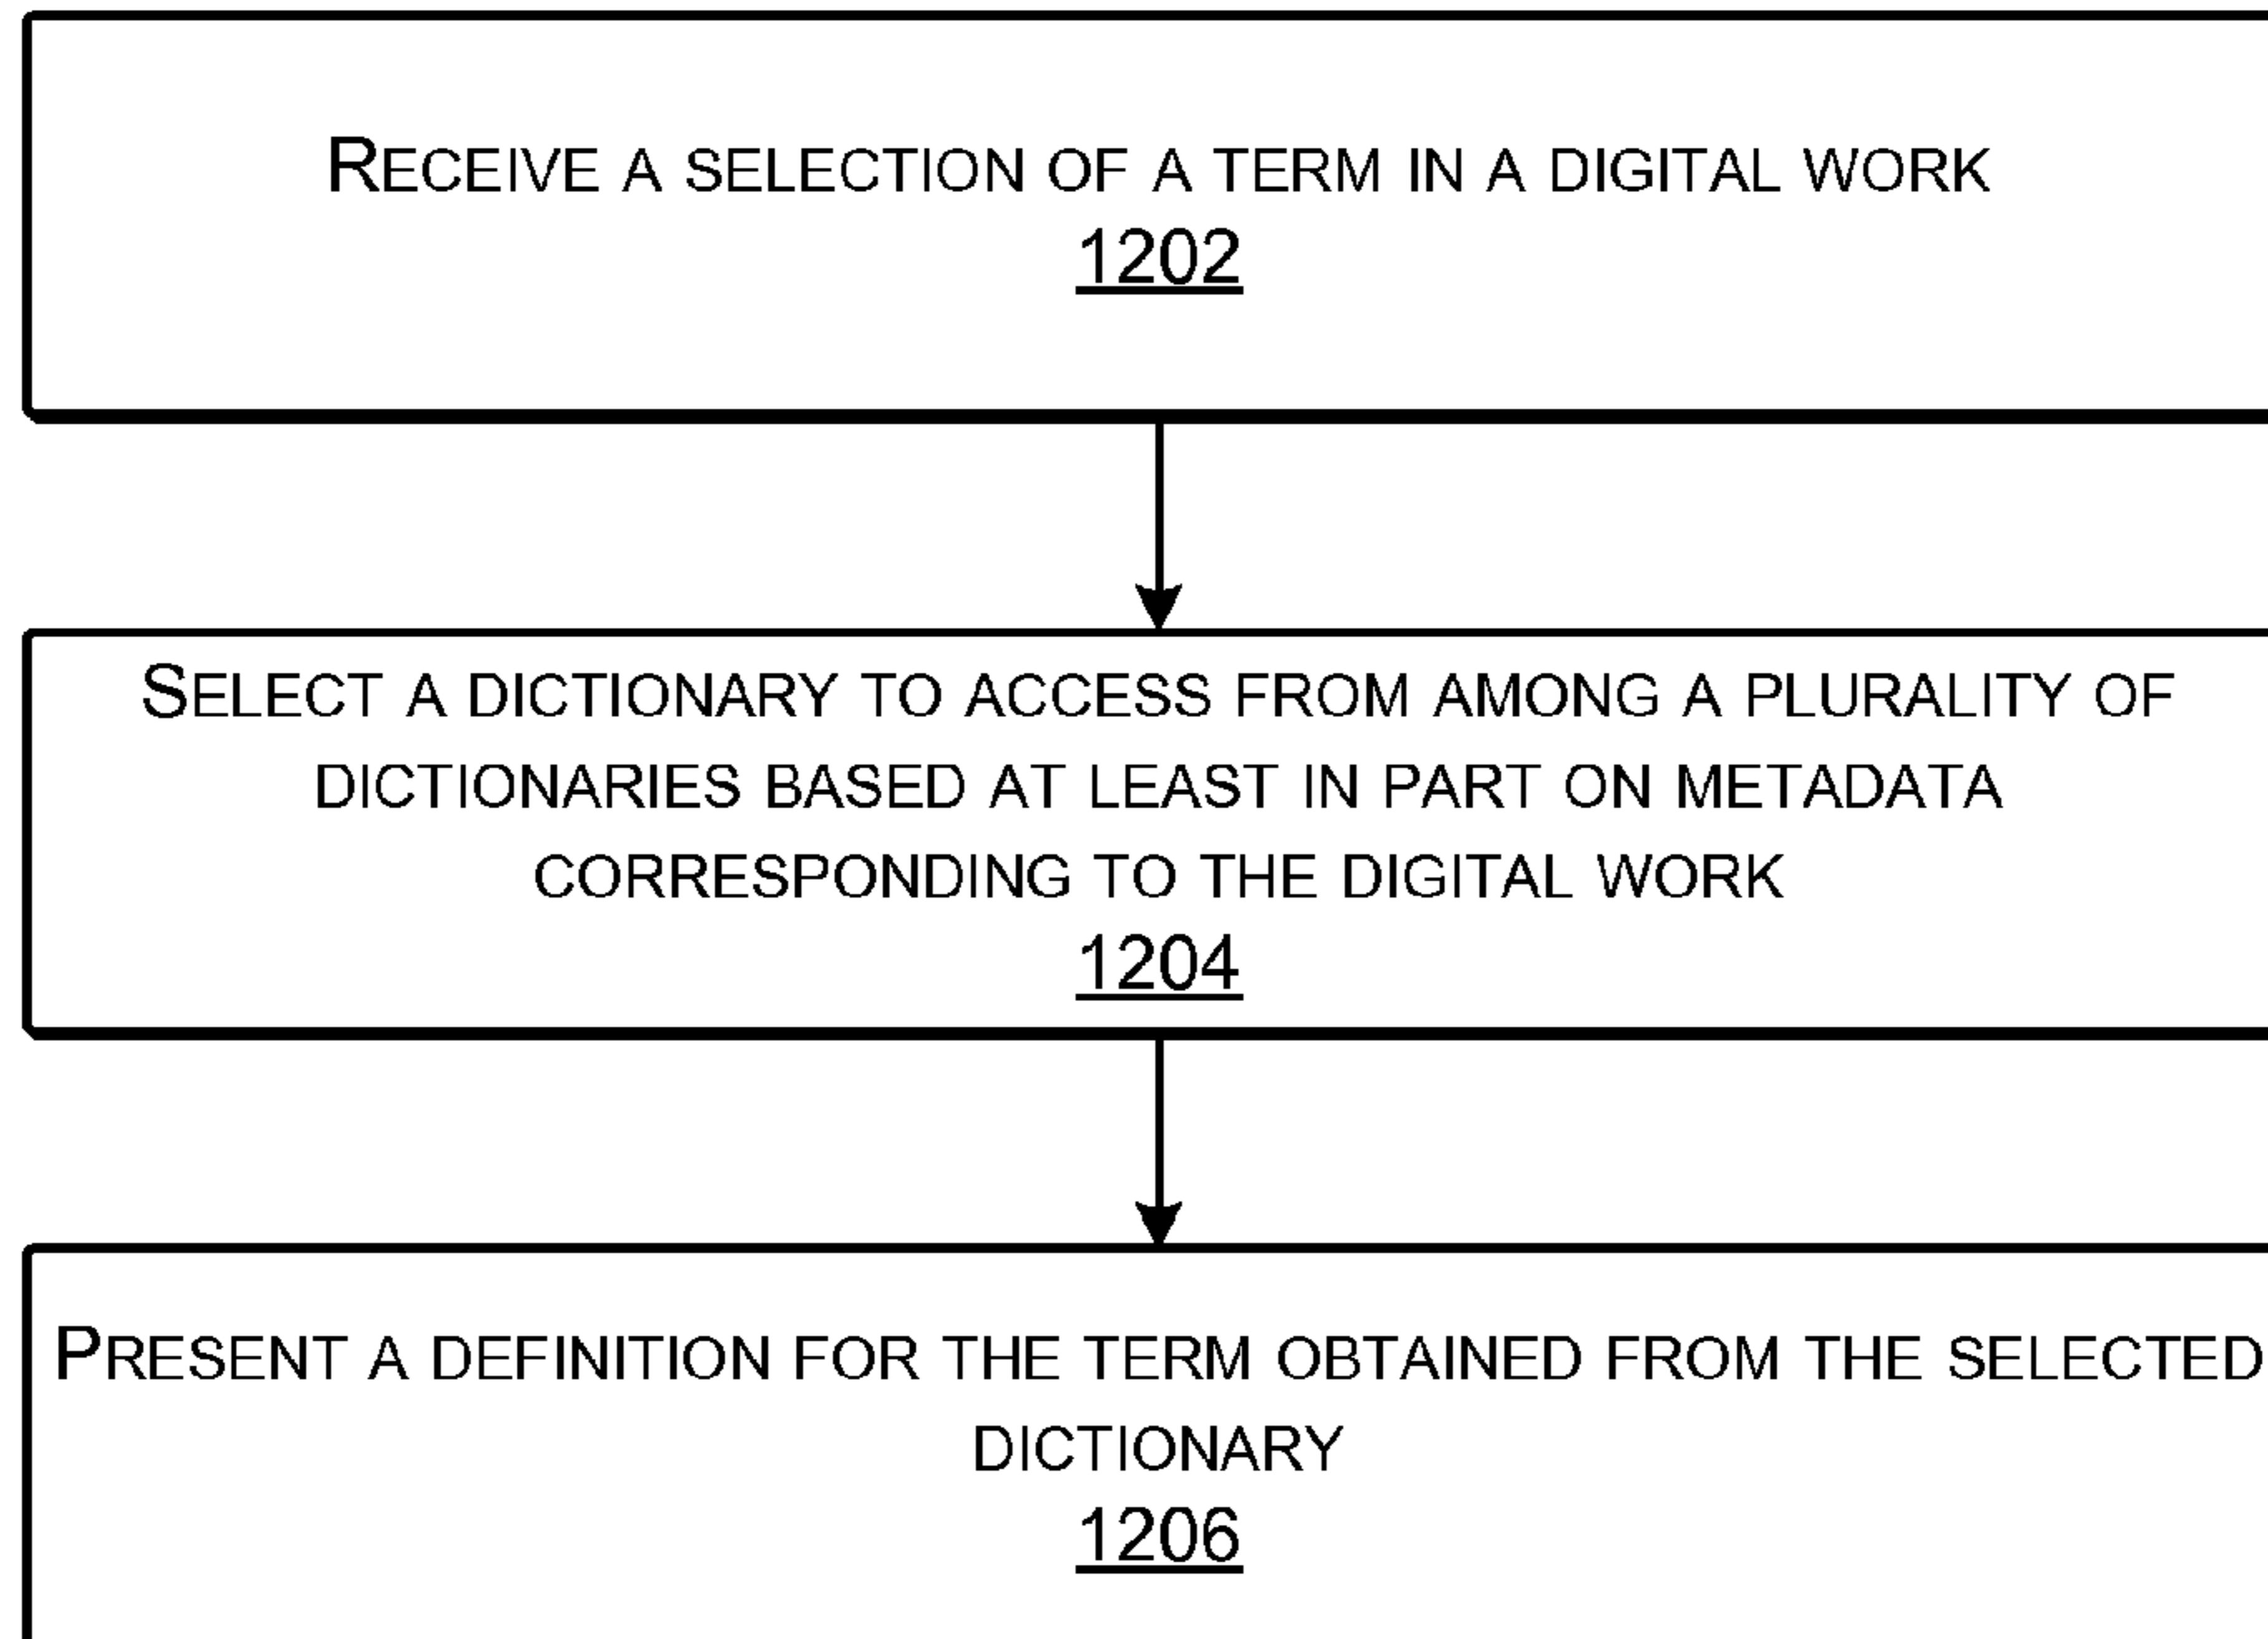 RECEIVE A SELECTION OF A TERM IN A DIGITAL WORK
1202
SELECT A DICTIONARY TO ACCESS FROM AMONG A PLURALITY OF
DICTIONARIES BASED AT LEAST IN PART ON METADATA
CORRESPONDING TO THE DIGITAL WORK
1204
PRESENT A DEFINITION FOR THE TERM OBTAINED FROM THE SELECTED
DICTIONARY
1206